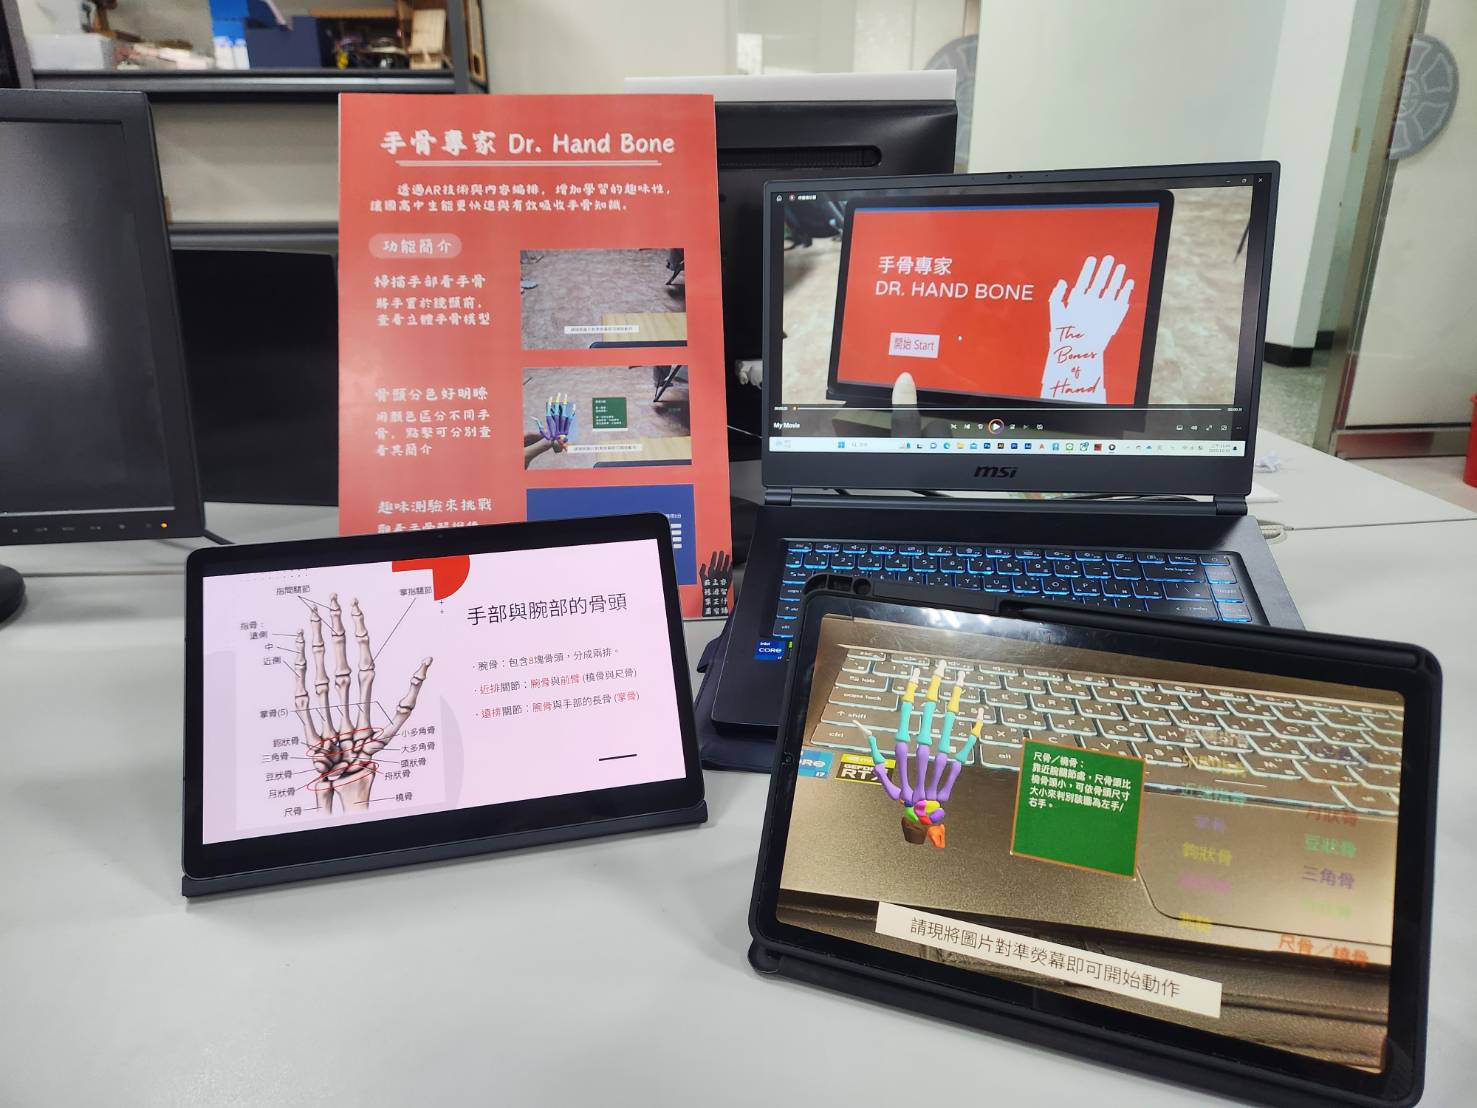 手骨專家 Dr. Hand Bone
透過AR技術與內容編排，增加學習的趣味性，
讓國高中生能更快速與有效吸收手骨知識。
功能簡介
掃描手部看手骨
將手置於鏡頭前，
查看立體手骨模型
骨頭分色好明瞭
用顏色區分不同手
骨，點擊可分別查
看其簡介
趣味測驗來挑戰
手骨專家
DR. HAND BONE
開始 Start
The
Bones
of
Hand
My Movie
msi
手部與腕部的骨頭
· 腕骨：包含8塊骨頭，分成兩排。
· 近排關節：腕骨與前臂 (橈骨與尺骨)
· 遠排關節：腕骨與手部的長骨 (掌骨)
指間關節
掌指關節
指骨：
遠側
中
近側
掌骨(5)
鉤狀骨
三角骨
豆狀骨
月狀骨
尺骨
小多角骨
大多角骨
頭狀骨
舟狀骨
橈骨
intel
CORE
i7
RT
尺骨／橈骨：
靠近腕關節處，尺骨頭比
橈骨頭小，可依骨頭尺寸
大小來判別該圖為左手/
右手。
掌骨
鉤狀骨
月狀骨
豆狀骨
三角骨
尺骨／橈骨
請現將圖片對準熒幕即可開始動作